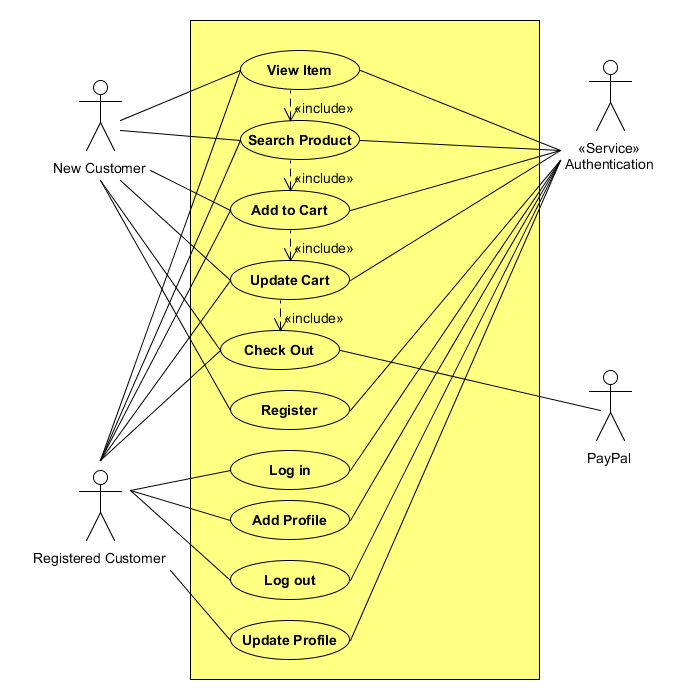 View Item
«include»
Search Product
New Customer
«Service»
Authentication
«include»
Add to Cart
«include»
Update Cart
«include»
Check Out
Register
PayPal
Log in
Add Profile
Registered Customer
Log out
Update Profile